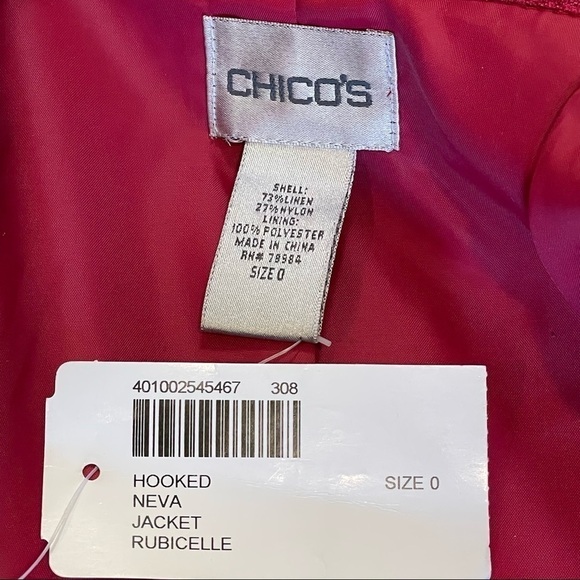 CHICO'S
SHELL:
73%LINEN
27%NYLON
LINING:
100% POLYESTER
MADE IN CHINA
RN# 78984
SIZE 0
401002545467 308
HOOKED SIZE 0
NEVA
JACKET
RUBICELLE